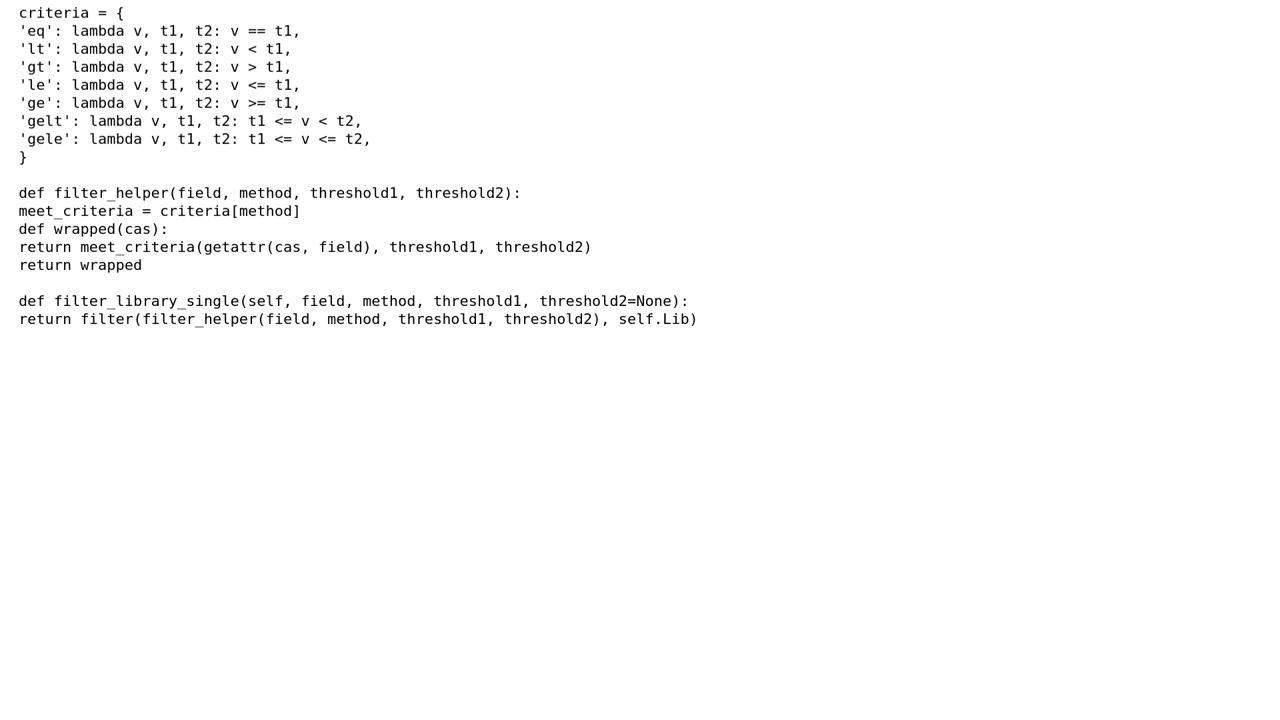 criteria = {
'eq': lambda v, t1, t2: v == t1,
'lt': lambda v, t1, t2: v < t1,
'gt': lambda v, t1, t2: v > t1,
'le': lambda v, t1, t2: v <= t1,
'ge': lambda v, t1, t2: v >= t1,
'gelt': lambda v, t1, t2: t1 <= v < t2,
'gele': lambda v, t1, t2: t1 <= v <= t2,
}

def filter_helper(field, method, threshold1, threshold2):
meet_criteria = criteria[method]
def wrapped(cas):
return meet_criteria(getattr(cas, field), threshold1, threshold2)
return wrapped

def filter_library_single(self, field, method, threshold1, threshold2=None):
return filter(filter_helper(field, method, threshold1, threshold2), self.Lib)